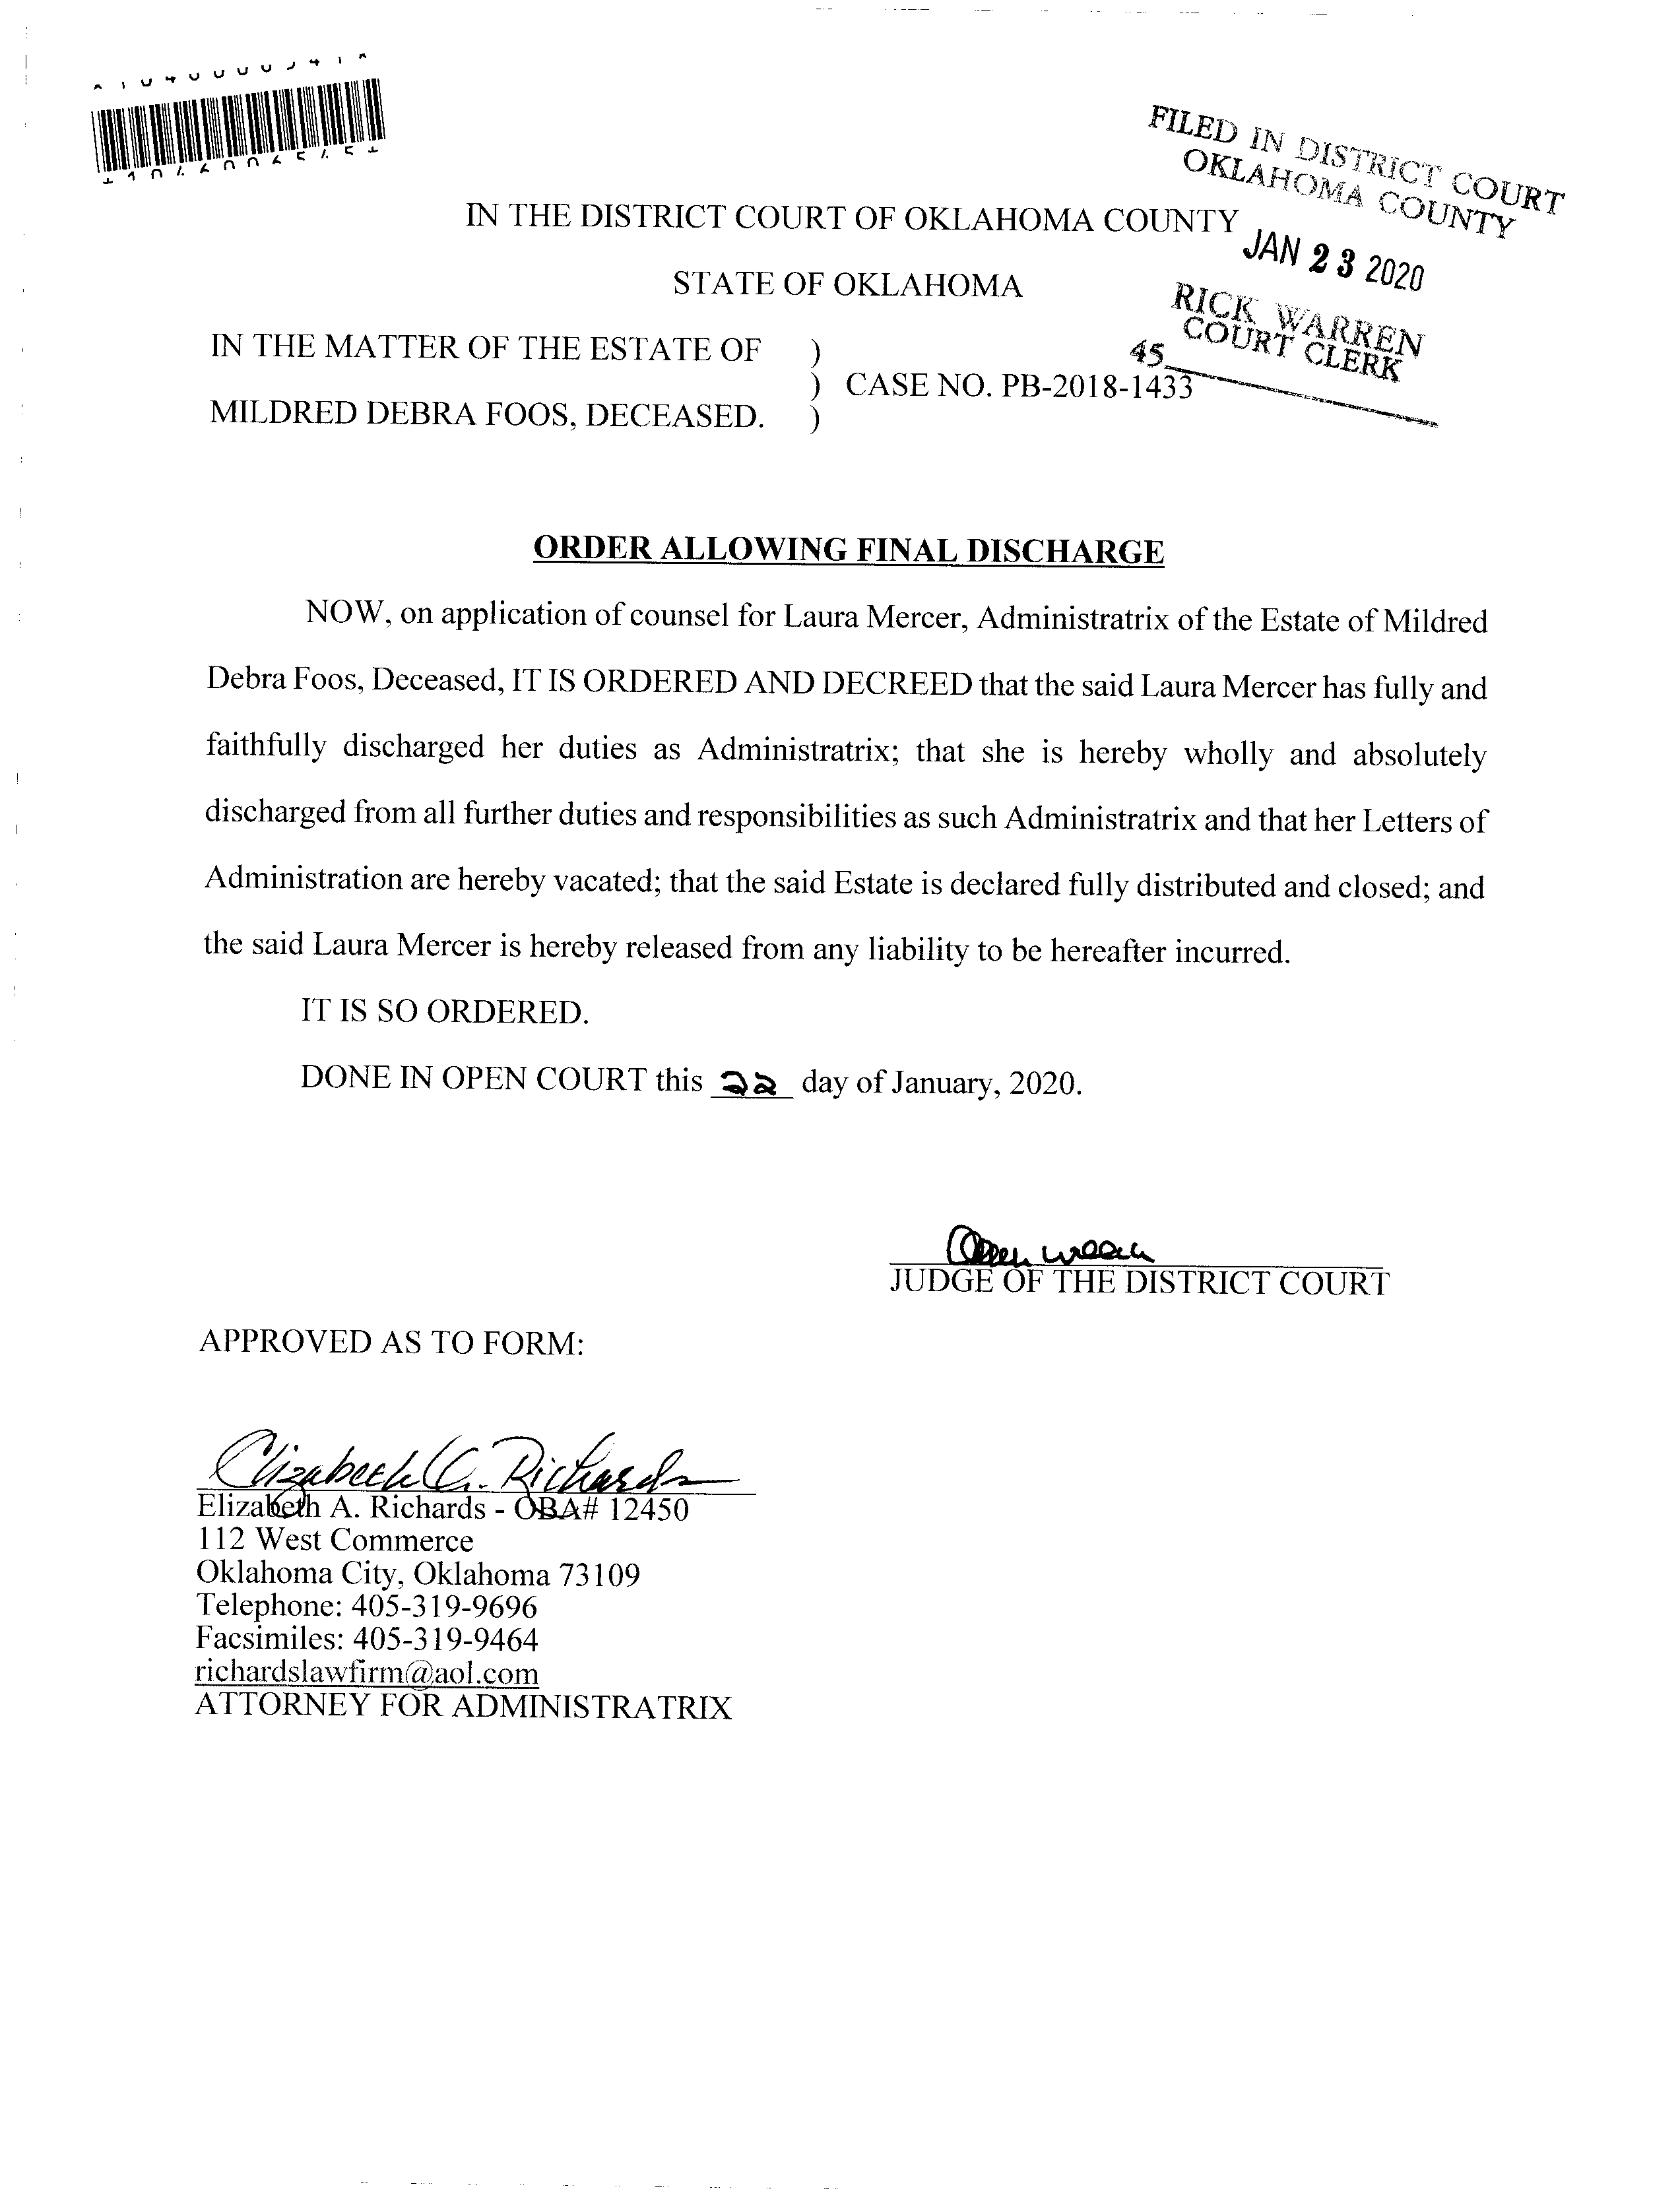 FILED IN DISTRICT COURT
OKLAHOMA COUNTY
IN THE DISTRICT COURT OF OKLAHOMA COUNTY
JAN 23 2020
STATE OF OKLAHOMA
RICK WARREN
COURT CLERK
45
IN THE MATTER OF THE ESTATE OF )
) CASE NO. PB-2018-1433
MILDRED DEBRA FOOS, DECEASED. )
ORDER ALLOWING FINAL DISCHARGE
NOW, on application of counsel for Laura Mercer, Administratrix of the Estate of Mildred
Debra Foos, Deceased, IT IS ORDERED AND DECREED that the said Laura Mercer has fully and
faithfully discharged her duties as Administratrix; that she is hereby wholly and absolutely
discharged from all further duties and responsibilities as such Administratrix and that her Letters of
Administration are hereby vacated; that the said Estate is declared fully distributed and closed; and
the said Laura Mercer is hereby released from any liability to be hereafter incurred.
IT IS SO ORDERED.
DONE IN OPEN COURT this 22 day of January, 2020.
JUDGE OF THE DISTRICT COURT
APPROVED AS TO FORM:
Elizabeth A. Richards
Elizabeth A. Richards - OBA# 12450
112 West Commerce
Oklahoma City, Oklahoma 73109
Telephone: 405-319-9696
Facsimiles: 405-319-9464
richardslawfirm@aol.com
ATTORNEY FOR ADMINISTRATRIX